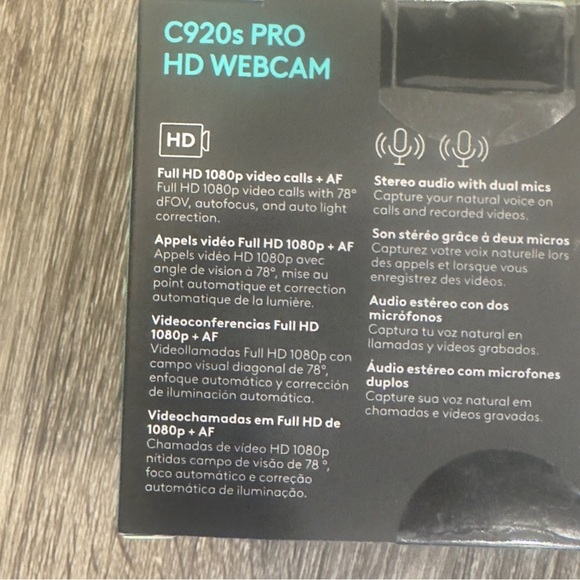 C920s PRO
HD WEBCAM
HD
Full HD 1080p video calls + AF
Full HD 1080p video calls with 78°
dFOV, autofocus, and auto light
correction.
Appels vidéo Full HD 1080p + AF
Appels vidéo HD 1080p avec
angle de vision à 78°, mise au
point automatique et correction
automatique de la lumière.
Videoconferencias Full HD
1080p + AF
Videollamadas Full HD 1080p con
campo visual diagonal de 78°,
enfoque automático y corrección
de iluminación automática.
Videochamadas em Full HD de
1080p + AF
Chamadas de vídeo HD 1080p
nítidas campo de visão de 78 °,
foco automático e correção
automática de iluminação.
Stereo audio with dual mics
Capture your natural voice on
calls and recorded videos.
Son stéréo grâce à deux micros
Capturez votre voix naturelle lors
des appels et lorsque vous
enregistrez des vidéos.
Audio estéreo con dos
micrófonos
Captura tu voz natural en
llamadas y videos grabados.
Áudio estéreo com microfones
duplos
Capture sua voz natural em
chamadas e vídeos gravados.